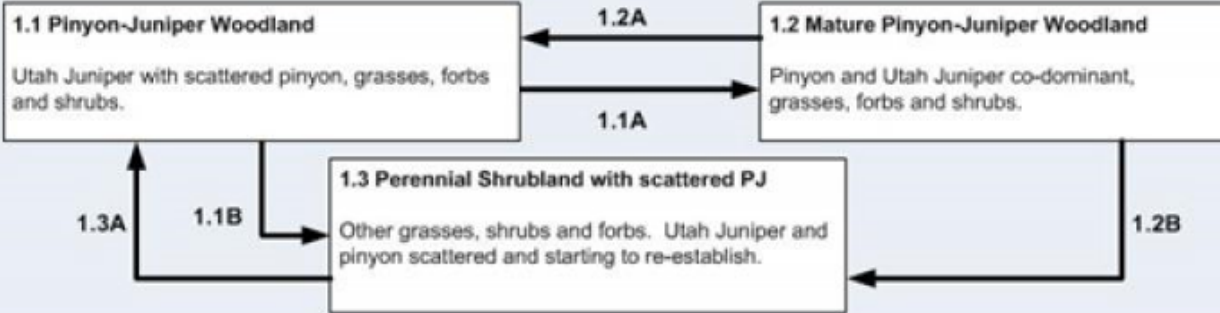 1.1 Pinyon-Juniper Woodland
Utah Juniper with scattered pinyon, grasses, forbs
and shrubs.
1.2A
1.1A
1.2 Mature Pinyon-Juniper Woodland
Pinyon and Utah Juniper co-dominant,
grasses, forbs and shrubs.
1.3A
1.1B
1.3 Perennial Shrubland with scattered PJ
Other grasses, shrubs and forbs. Utah Juniper and
pinyon scattered and starting to re-establish.
1.2B